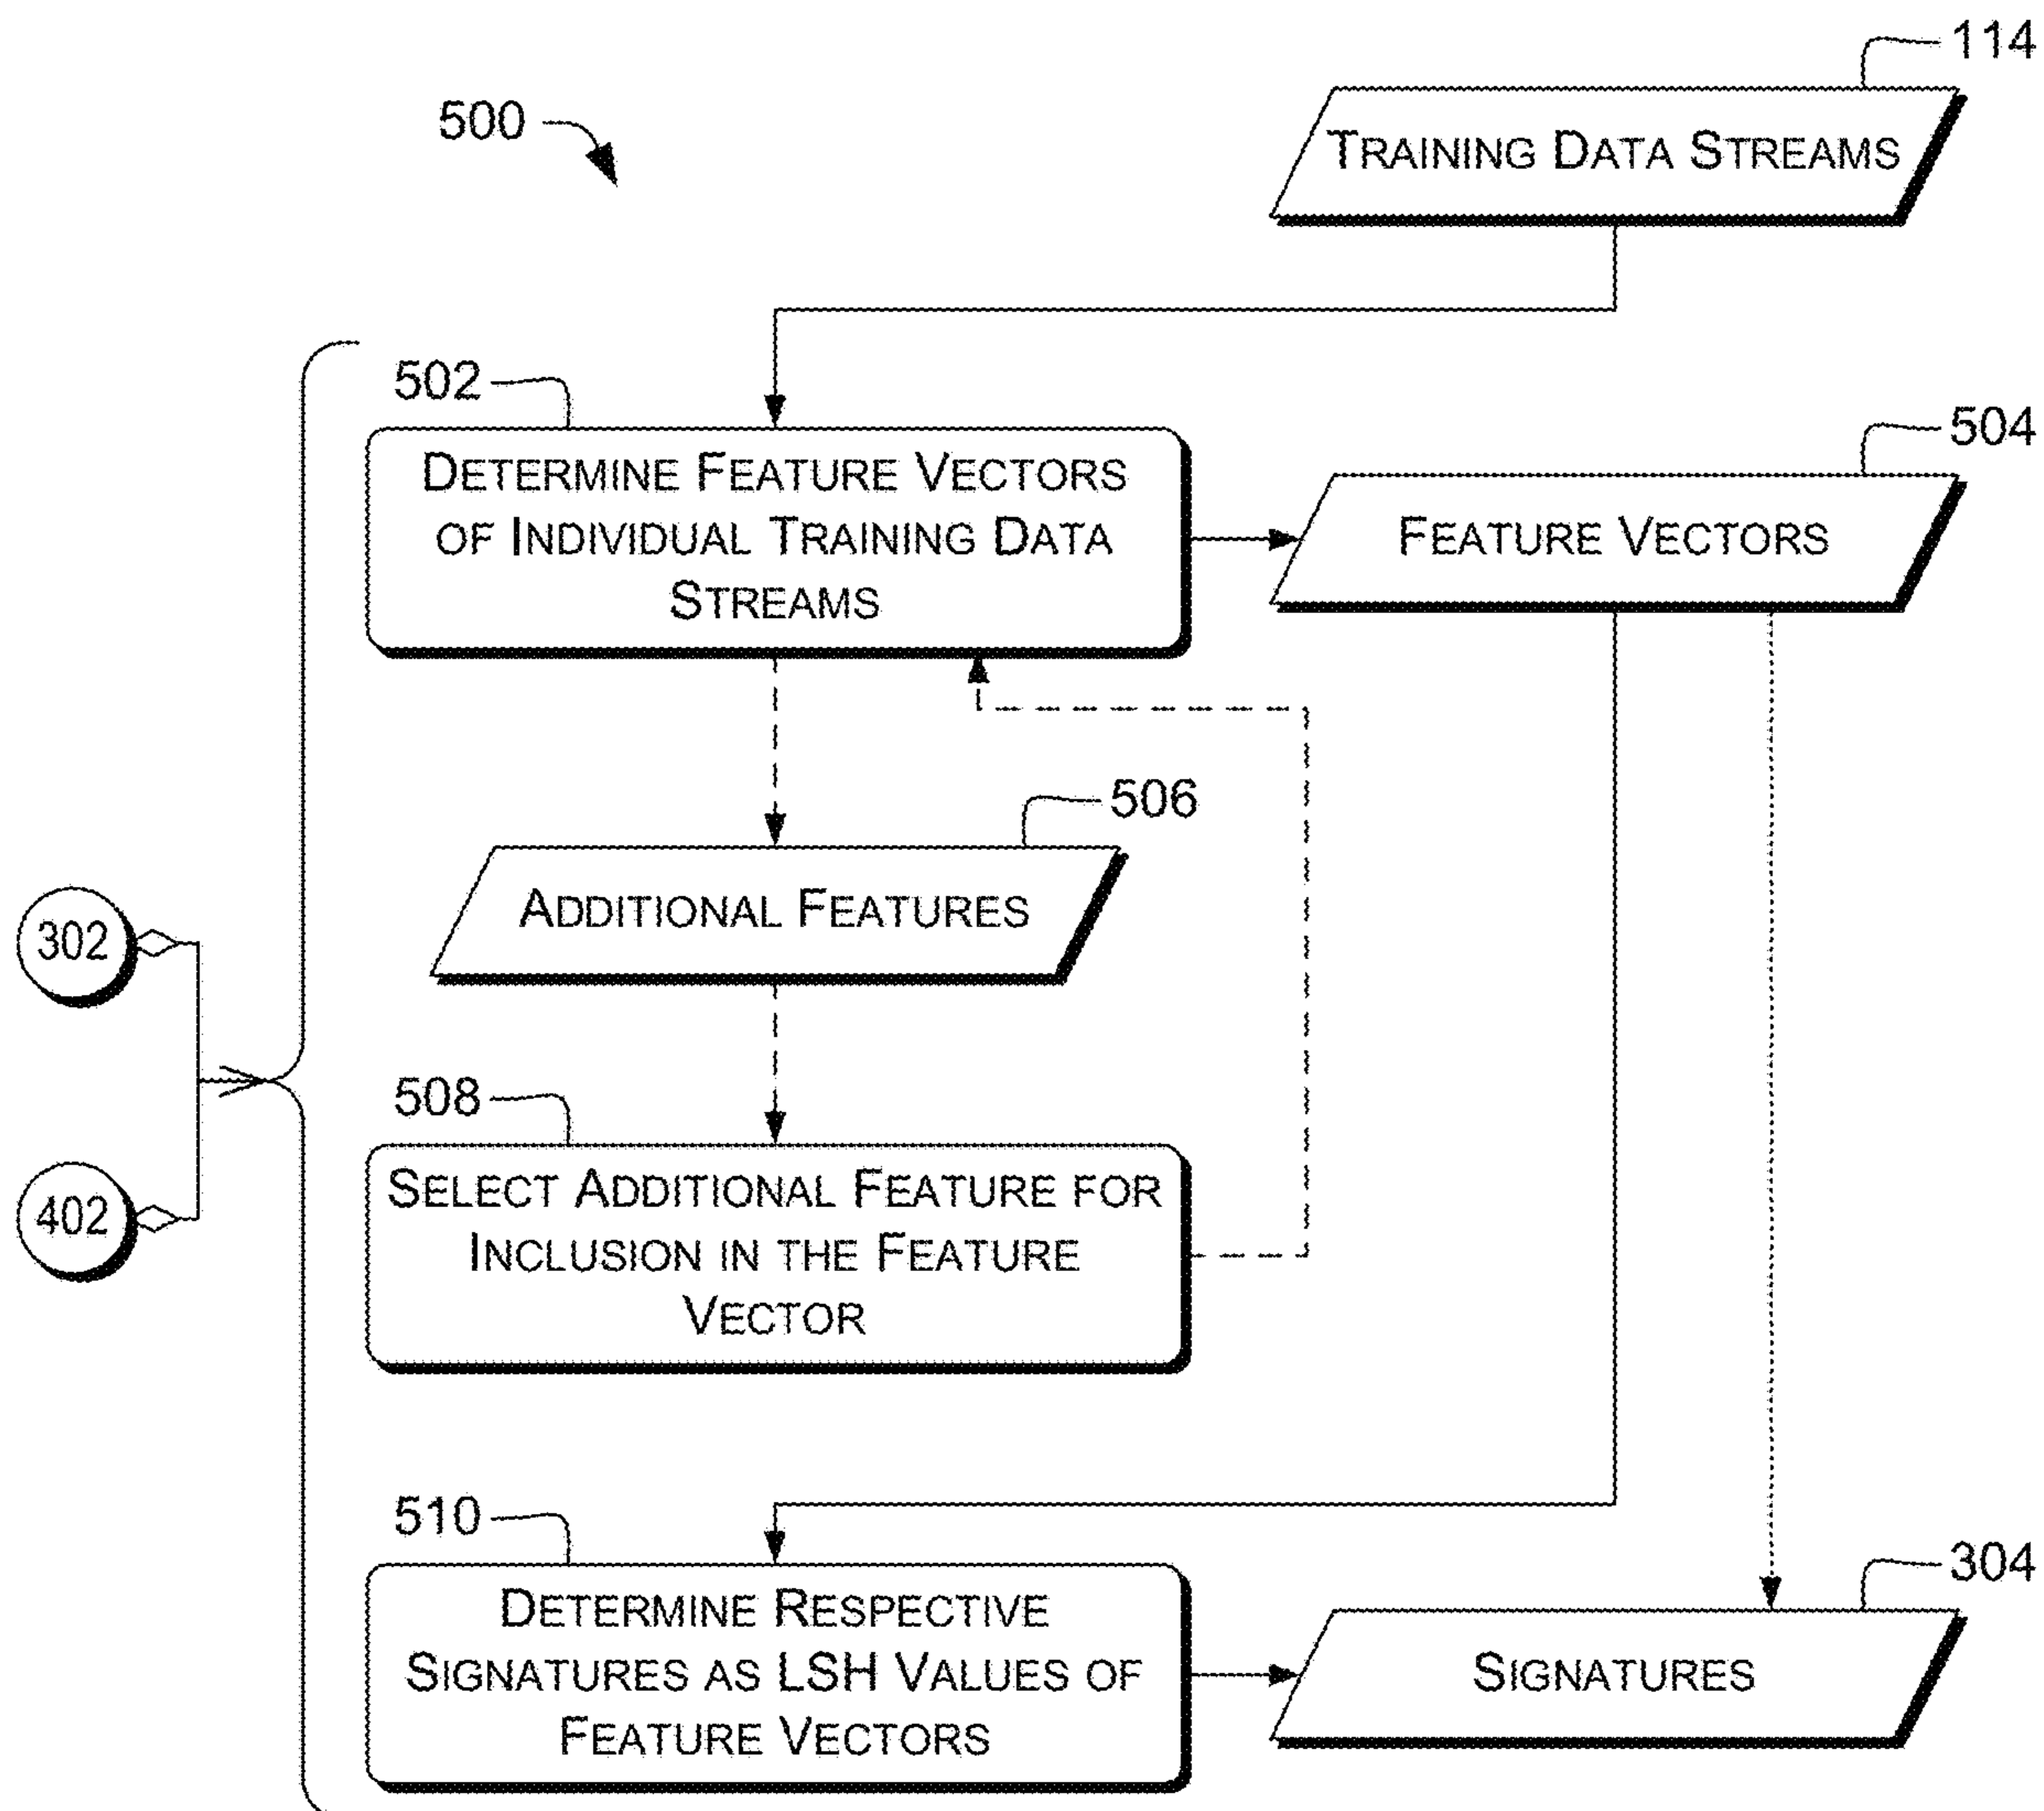 114
500
TRAINING DATA STREAMS
502
504
DETERMINE FEATURE VECTORS
OF INDIVIDUAL TRAINING DATA
STREAMS
FEATURE VECTORS
506
ADDITIONAL FEATURES
302
508
SELECT ADDITIONAL FEATURE FOR
INCLUSION IN THE FEATURE
VECTOR
402
510
304
DETERMINE RESPECTIVE
SIGNATURES AS LSH VALUES OF
FEATURE VECTORS
SIGNATURES